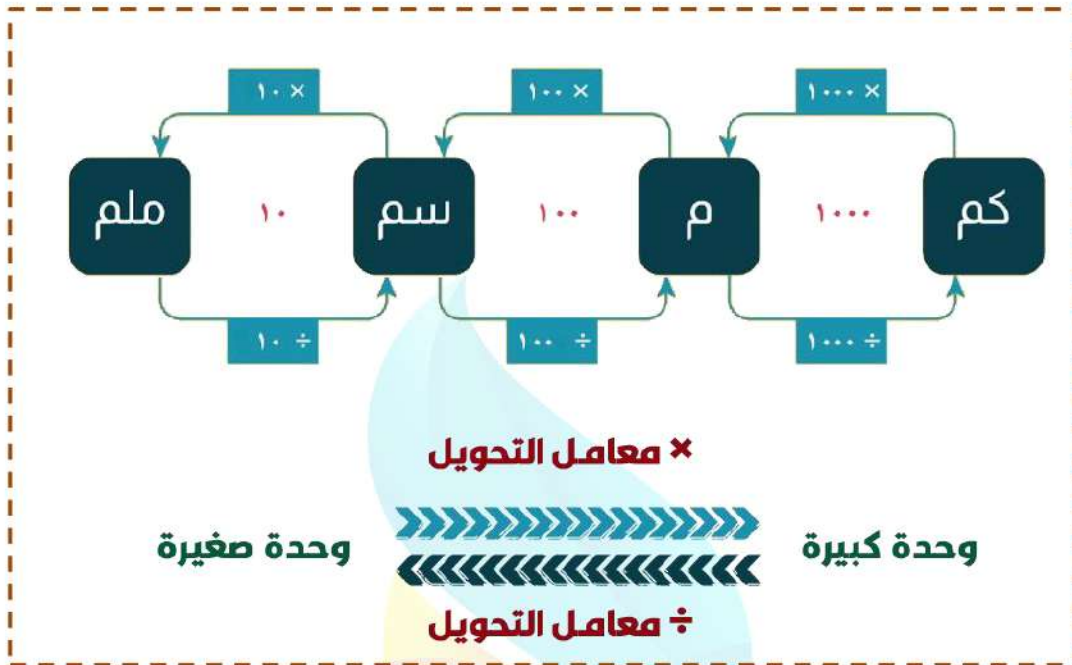 × ١٠٠٠
× ١٠٠
× ١٠
كم
١٠٠٠
م
١٠٠
سم
١٠
ملم
÷ ١٠٠٠
÷ ١٠٠
÷ ١٠
× معامل التحويل
وحدة كبيرة
وحدة صغيرة
÷ معامل التحويل